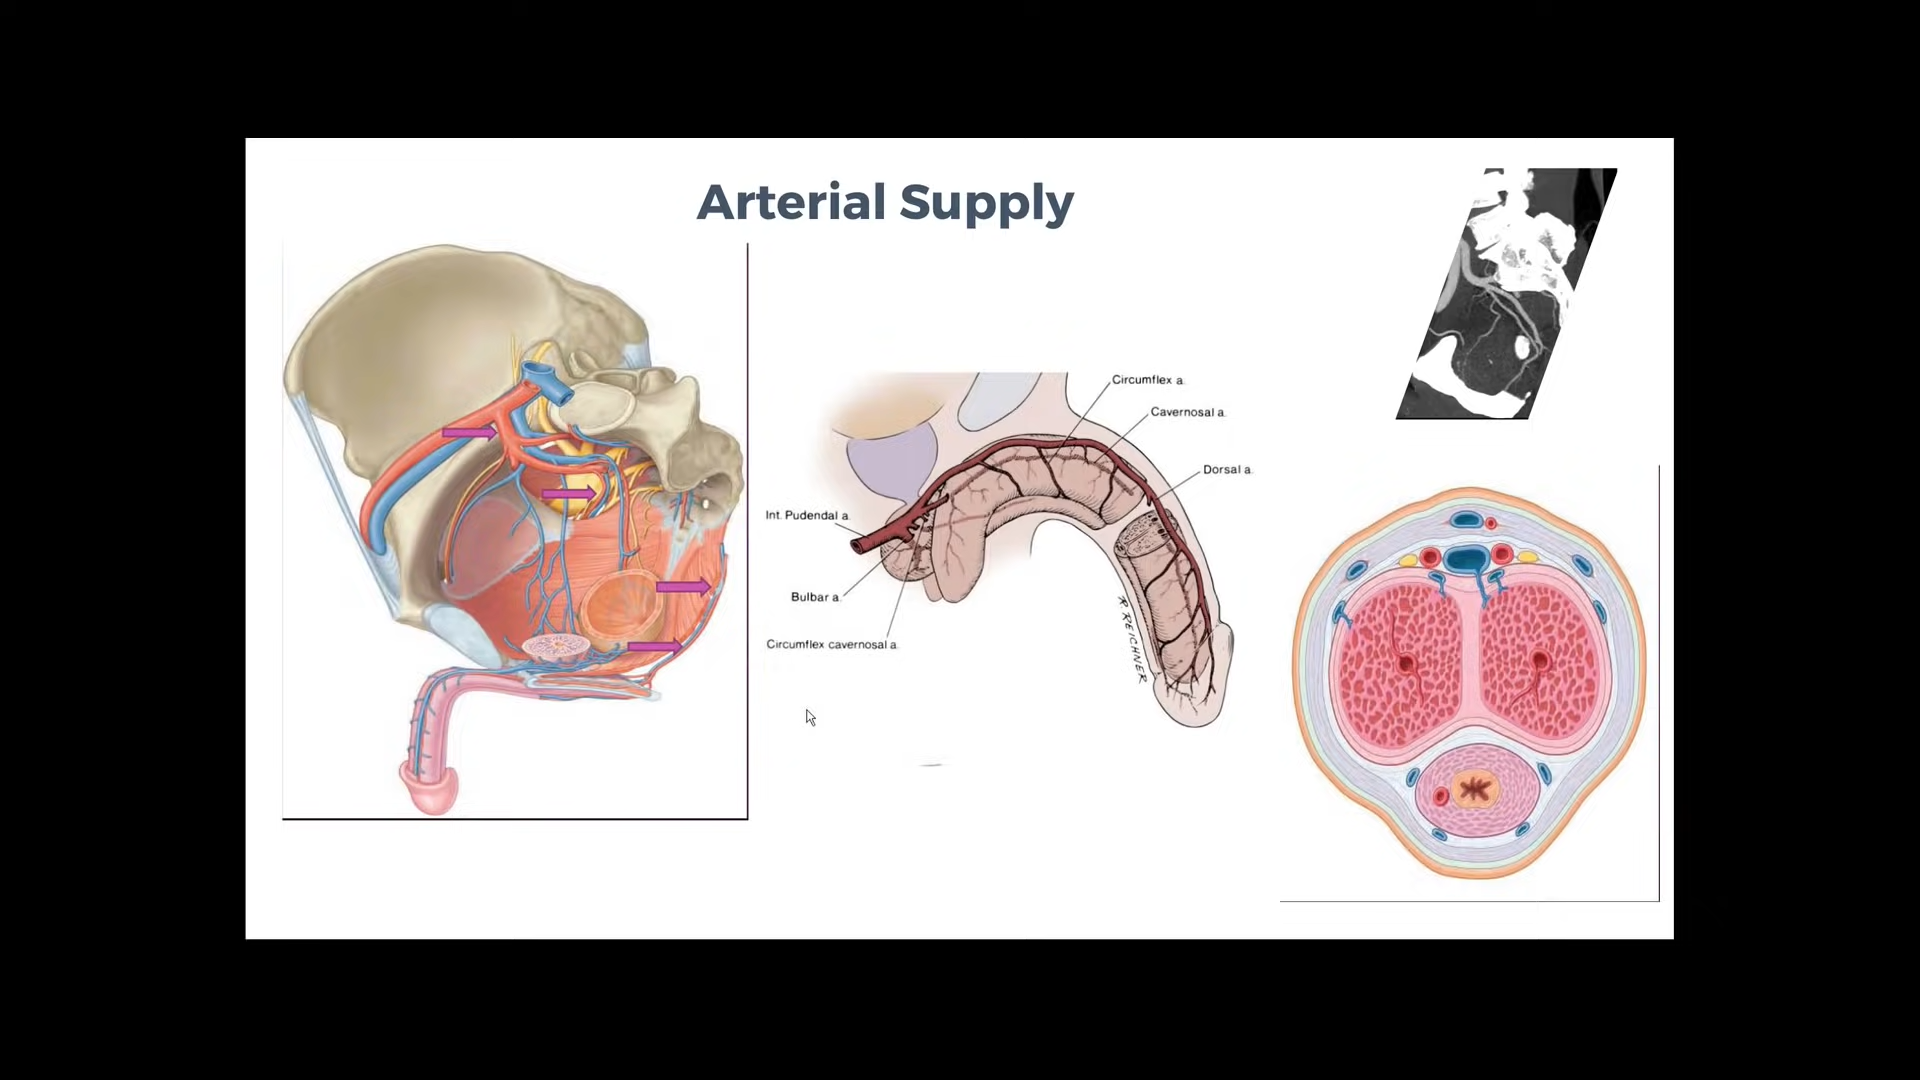 Arterial Supply
Circumflex a.
Cavernosal a.
Dorsal a.
Int. Pudendal a.
Bulbar a.
Circumflex cavernosal a.
R. REICHNER